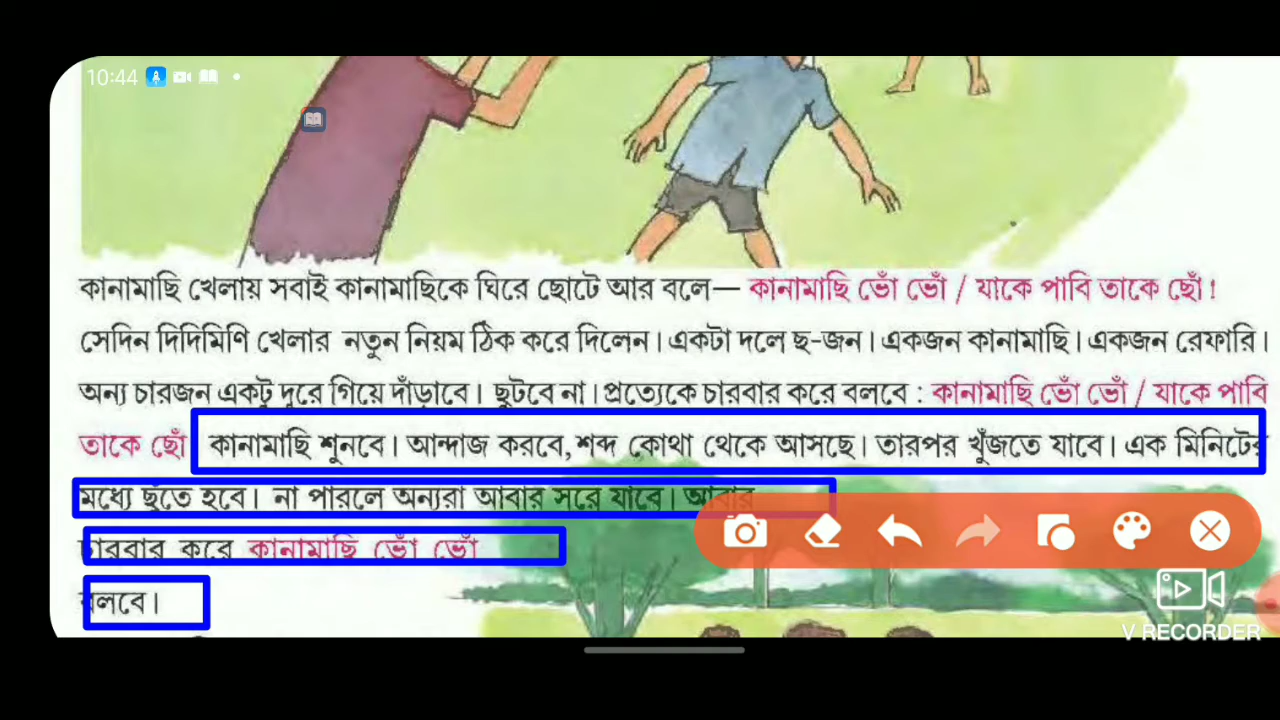 10:44
কানামাছি খেলায় সবাই কানামাছিকে ঘিরে ছোটে আর বলে— কানামাছি ভোঁ ভোঁ / যাকে পাবি তাকে ছোঁ!
সেদিন দিদিমিণি খেলার নতুন নিয়ম ঠিক করে দিলেন। একটা দলে ছ-জন। একজন কানামাছি। একজন রেফারি।
অন্য চারজন একটু দূরে গিয়ে দাঁড়াবে। ছুটবে না। প্রত্যেকে চারবার করে বলবে : কানামাছি ভোঁ ভোঁ / যাকে পাবি
তাকে ছোঁ কানামাছি শুনবে। আন্দাজ করবে, শব্দ কোথা থেকে আসছে। তারপর খুঁজতে যাবে। এক মিনিটের
মধ্যে ছুঁতে হবে। না পারলে অন্যরা আবার সরে যাবে। আবার
চারবার করে কানামাছি ভোঁ ভোঁ
বলবে।
V RECORDER